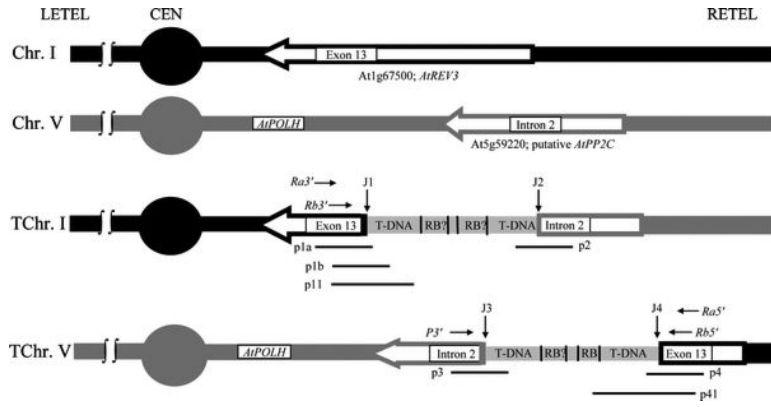 LETEL CEN RETEL
Chr. I Exon 13
At1g67500; AtREV3
Chr. V AtPOLH Intron 2
At5g59220; putative AtPP2C
Ra3' J1 J2
Rb3'
TChr. I Exon 13 T-DNA RB? RB? T-DNA Intron 2
p1a p2
p1b
p11
J3 J4 Ra5'
P3' Rb5'
TChr. V AtPOLH Intron 2 T-DNA RB? RB T-DNA Exon 13
p3 p4
p41